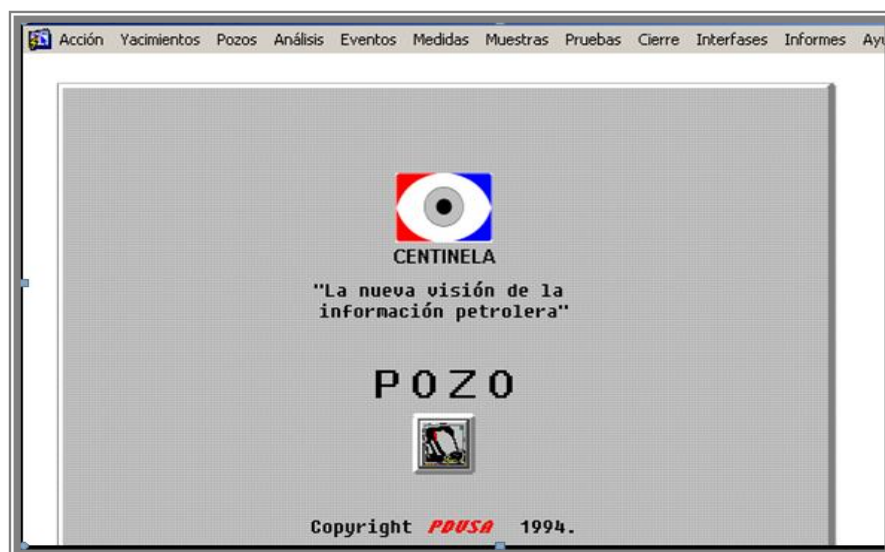 Acción Yacimientos Pozos Análisis Eventos Medidas Muestras Pruebas Cierre Interfases Informes Ayu
CENTINELA
"La nueva visión de la
información petrolera"
POZO
Copyright PDVSA 1994.